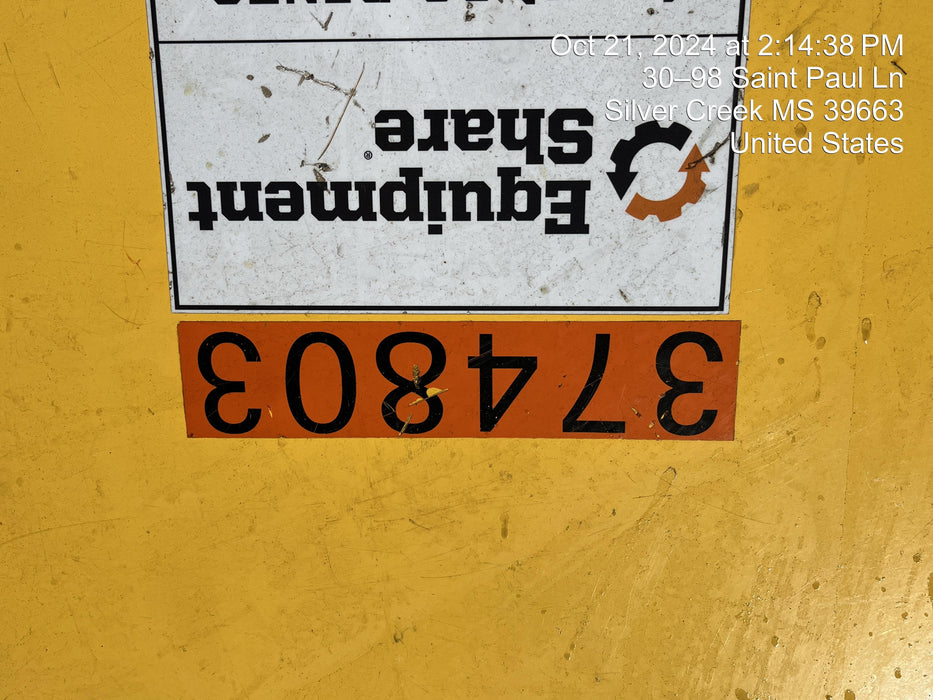 Oct 21, 2024 at 2:14:38 PM
30–98 Saint Paul Ln
Silver Creek MS 39663
United States
374803
Equipment
Share®